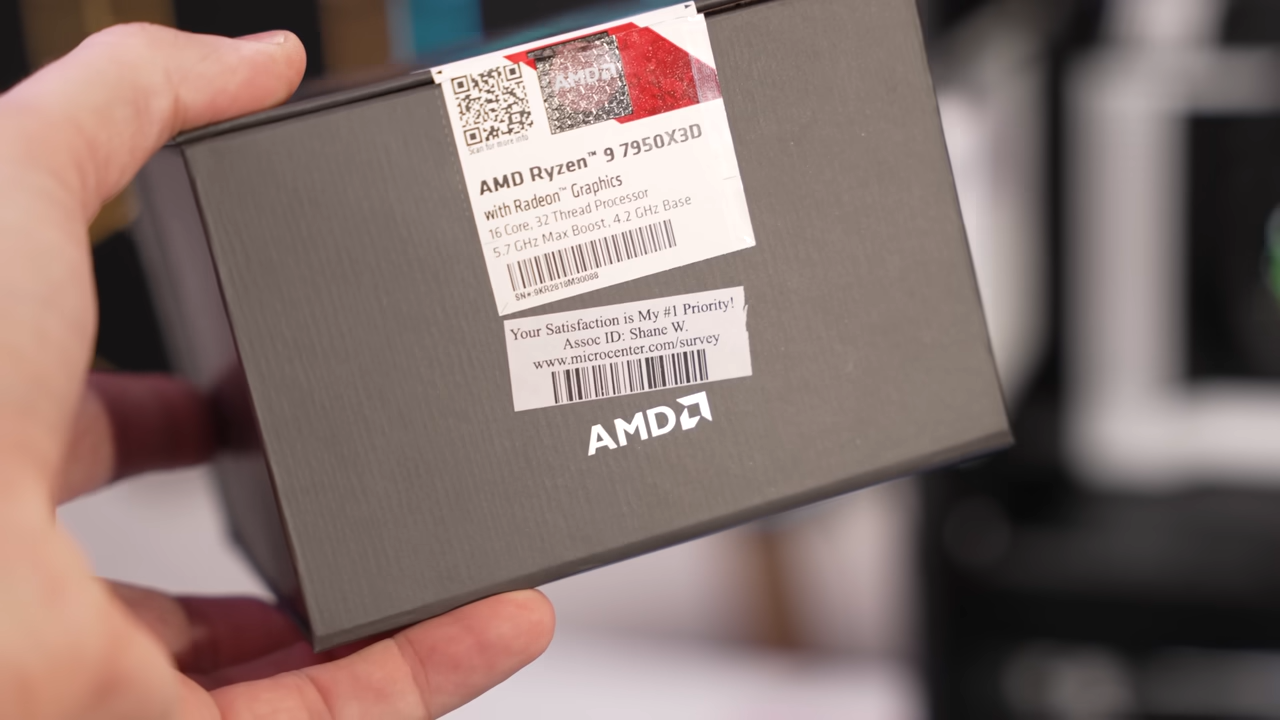 AMD
Scan for more info
AMD Ryzen™ 9 7950X3D
with Radeon™ Graphics
16 Core, 32 Thread Processor
5.7 GHz Max Boost, 4.2 GHz Base
SN#:9KR2818M30088
Your Satisfaction is My #1 Priority!
Assoc ID: Shane W.
www.microcenter.com/survey
AMD